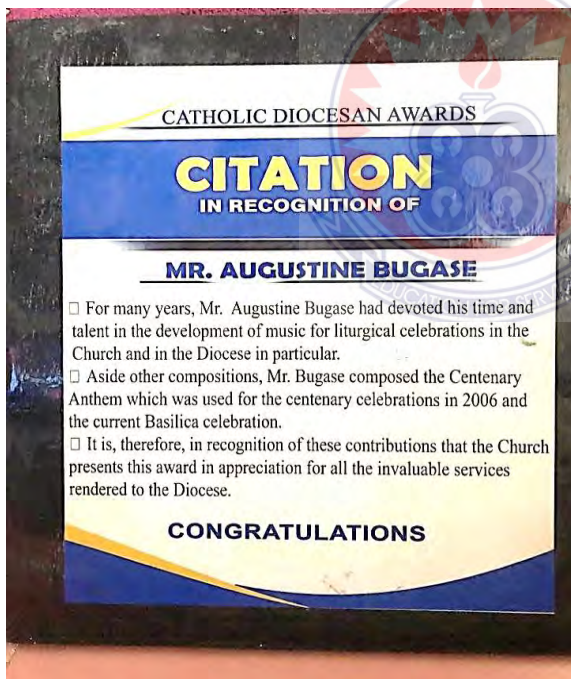 CATHOLIC DIOCESAN AWARDS
CITATION
IN RECOGNITION OF
MR. AUGUSTINE BUGASE
□ For many years, Mr. Augustine Bugase had devoted his time and
talent in the development of music for liturgical celebrations in the
Church and in the Diocese in particular.
□ Aside other compositions, Mr. Bugase composed the Centenary
Anthem which was used for the centenary celebrations in 2006 and
the current Basilica celebration.
□ It is, therefore, in recognition of these contributions that the Church
presents this award in appreciation for all the invaluable services
rendered to the Diocese.
CONGRATULATIONS